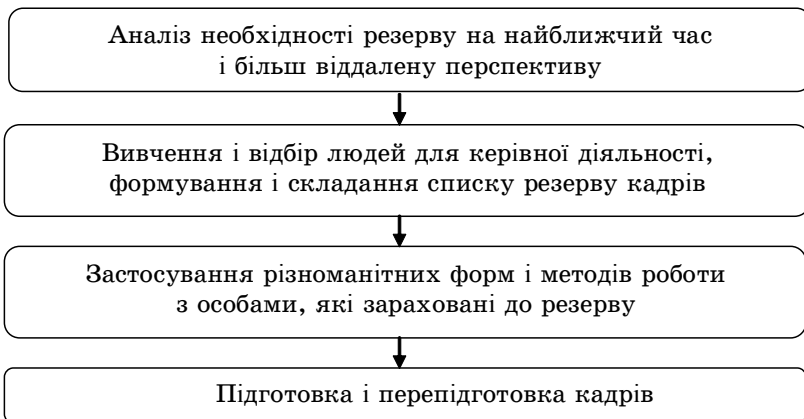 Аналіз необхідності резерву на найближчий час
і більш віддалену перспективу
Вивчення і відбір людей для керівної діяльності,
формування і складання списку резерву кадрів
Застосування різноманітних форм і методів роботи
з особами, які зараховані до резерву
Підготовка і перепідготовка кадрів